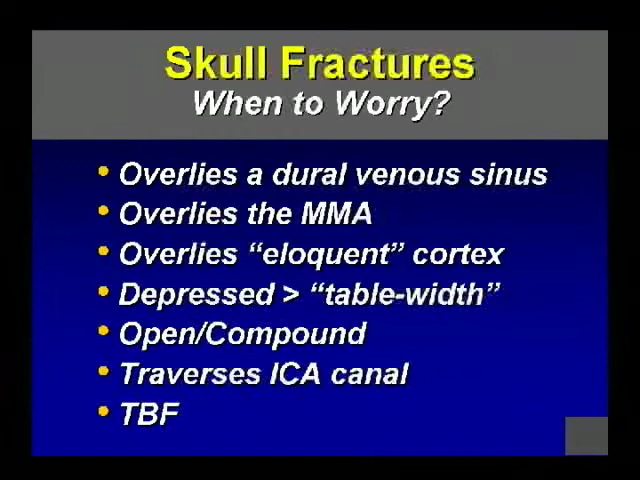 Skull Fractures
When to Worry?
• Overlies a dural venous sinus
• Overlies the MMA
• Overlies “eloquent” cortex
• Depressed > “table-width”
• Open/Compound
• Traverses ICA canal
• TBF